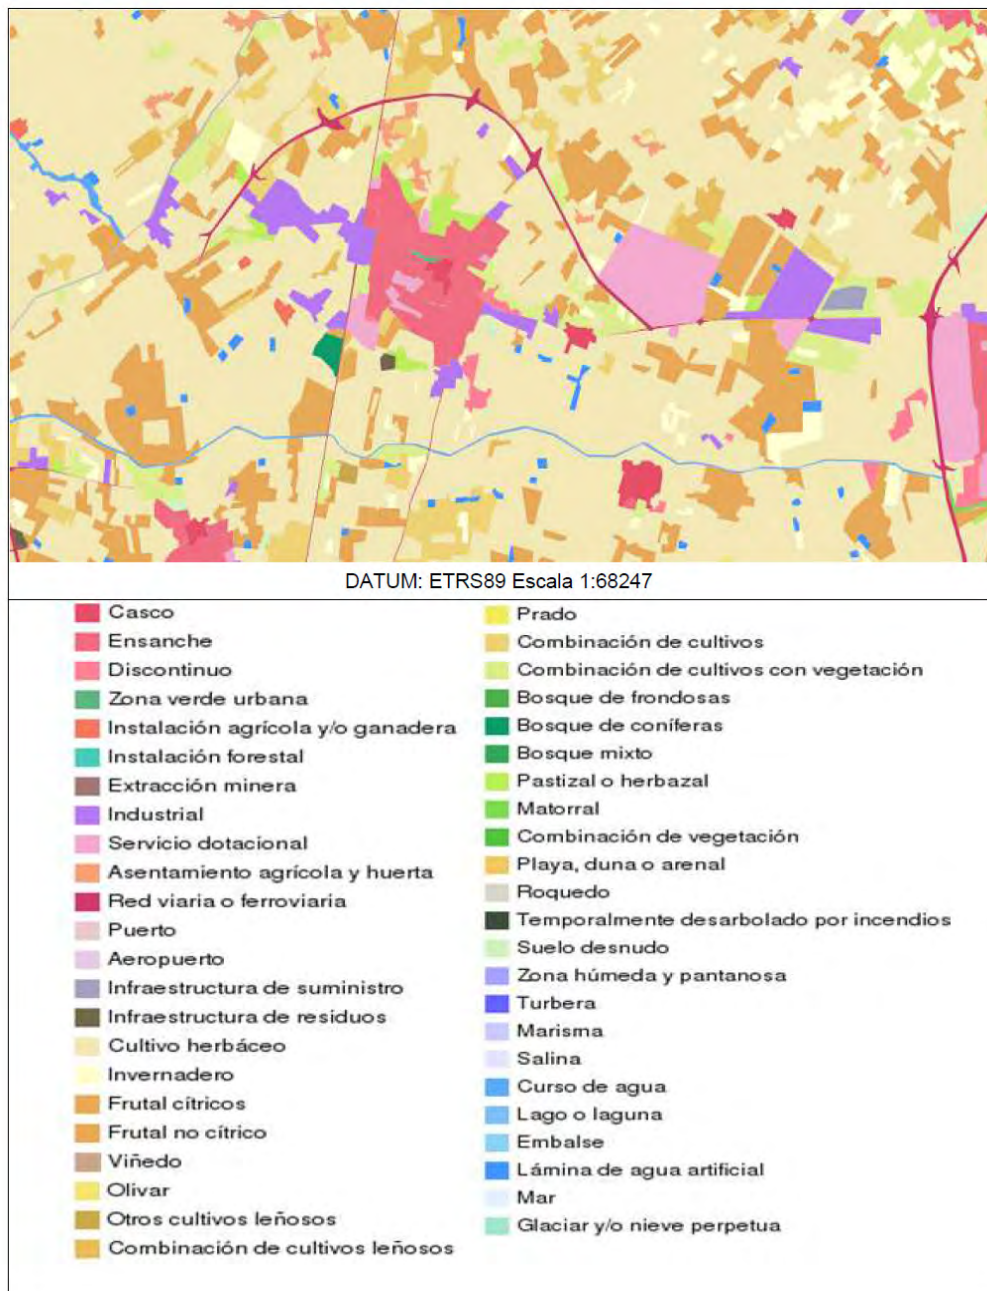 DATUM: ETRS89 Escala 1:68247
Casco
Ensanche
Discontinuo
Zona verde urbana
Instalación agrícola y/o ganadera
Instalación forestal
Extracción minera
Industrial
Servicio dotacional
Asentamiento agrícola y huerta
Red viaria o ferroviaria
Puerto
Aeropuerto
Infraestructura de suministro
Infraestructura de residuos
Cultivo herbáceo
Invernadero
Frutal cítricos
Frutal no cítrico
Viñedo
Olivar
Otros cultivos leñosos
Combinación de cultivos leñosos
Prado
Combinación de cultivos
Combinación de cultivos con vegetación
Bosque de frondosas
Bosque de coníferas
Bosque mixto
Pastizal o herbazal
Matorral
Combinación de vegetación
Playa, duna o arenal
Roquedo
Temporalmente desarbolado por incendios
Suelo desnudo
Zona húmeda y pantanosa
Turbera
Marisma
Salina
Curso de agua
Lago o laguna
Embalse
Lámina de agua artificial
Mar
Glaciar y/o nieve perpetua